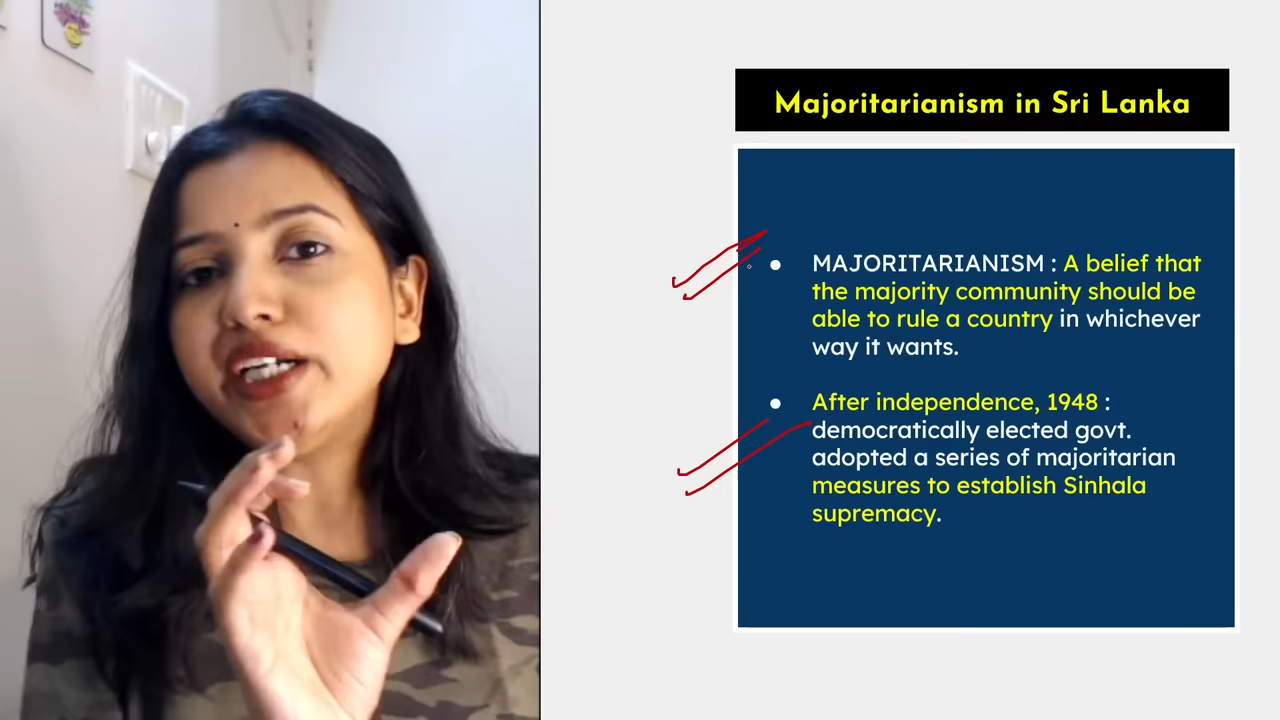 Majoritarianism in Sri Lanka
MAJORITARIANISM : A belief that
the majority community should be
able to rule a country in whichever
way it wants.
After independence, 1948 :
democratically elected govt.
adopted a series of majoritarian
measures to establish Sinhala
supremacy.